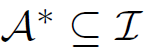 𝒜* ⊆ ℐ